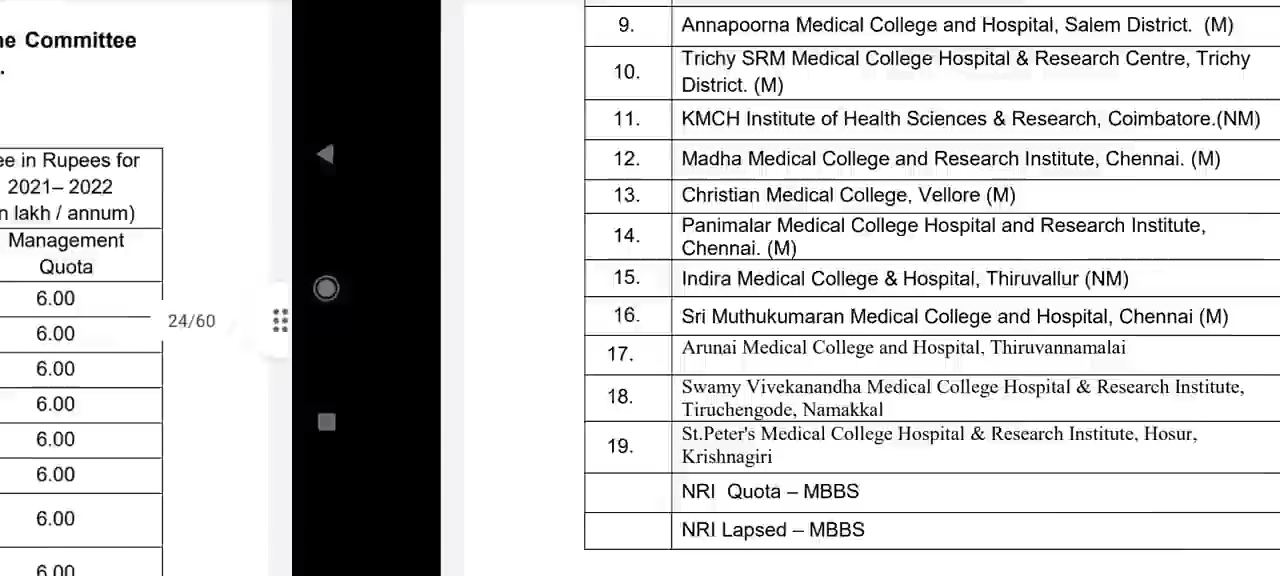 ne Committee
.
ee in Rupees for
2021– 2022
n lakh / annum)
Management
Quota
6.00
6.00
6.00
6.00
6.00
6.00
6.00
6.00
24/60
9. Annapoorna Medical College and Hospital, Salem District. (M)
10. Trichy SRM Medical College Hospital & Research Centre, Trichy
District. (M)
11. KMCH Institute of Health Sciences & Research, Coimbatore.(NM)
12. Madha Medical College and Research Institute, Chennai. (M)
13. Christian Medical College, Vellore (M)
14. Panimalar Medical College Hospital and Research Institute,
Chennai. (M)
15. Indira Medical College & Hospital, Thiruvallur (NM)
16. Sri Muthukumaran Medical College and Hospital, Chennai (M)
17. Arunai Medical College and Hospital, Thiruvannamalai
18. Swamy Vivekanandha Medical College Hospital & Research Institute,
Tiruchengode, Namakkal
19. St.Peter's Medical College Hospital & Research Institute, Hosur,
Krishnagiri
NRI Quota – MBBS
NRI Lapsed – MBBS